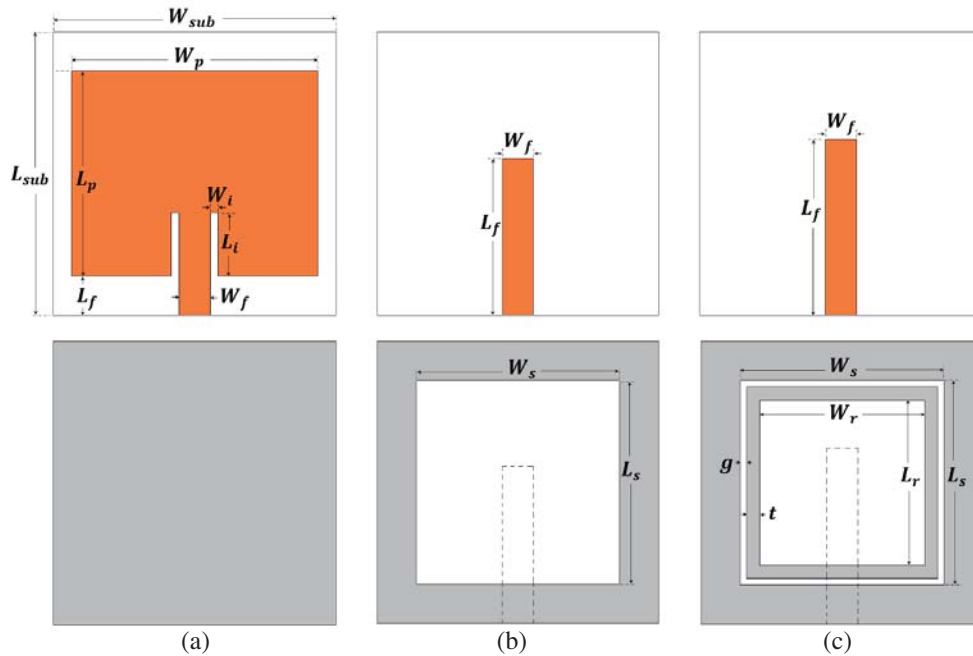 W_sub
W_p
L_sub
L_p
W_i
L_i
L_f
W_f
W_f
L_f
W_f
L_f
W_s
L_s
W_s
W_r
g
L_r
L_s
t
(a)
(b)
(c)